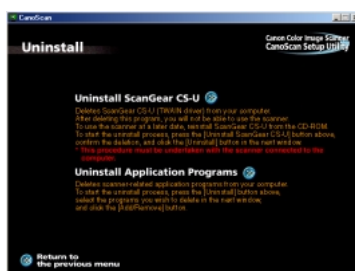 CanoScan
Uninstall
Canon Color Image Scanner
CanoScan Setup Utility
Uninstall ScanGear CS-U
Deletes ScanGear CS-U (TWAIN driver) from your computer.
After deleting this program, you will not be able to use the scanner.
To use the scanner at a later date, reinstall ScanGear CS-U from the CD-ROM.
To start the uninstall process, press the [Uninstall ScanGear CS-U] button above,
confirm the deletion, and click the [Uninstall] button in the next window.
* This procedure must be undertaken with the scanner connected to the
computer.
Uninstall Application Programs
Deletes scanner-related application programs from your computer.
To start the uninstall process, press the [Uninstall] button above,
select the programs you wish to delete in the next window,
and click the [Add/Remove] button.
Return to
the previous menu